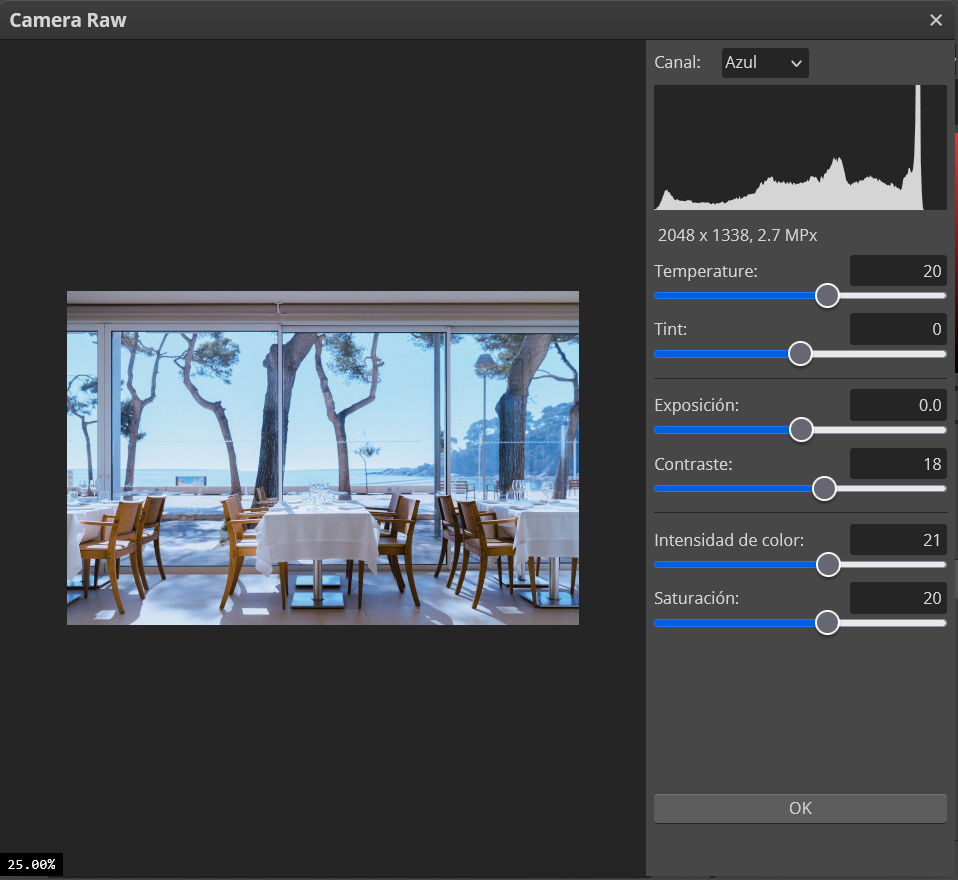 Camera Raw
Canal: Azul
2048 x 1338, 2.7 MPx
Temperature: 20
Tint: 0
Exposición: 0.0
Contraste: 18
Intensidad de color: 21
Saturación: 20
OK
25.00%